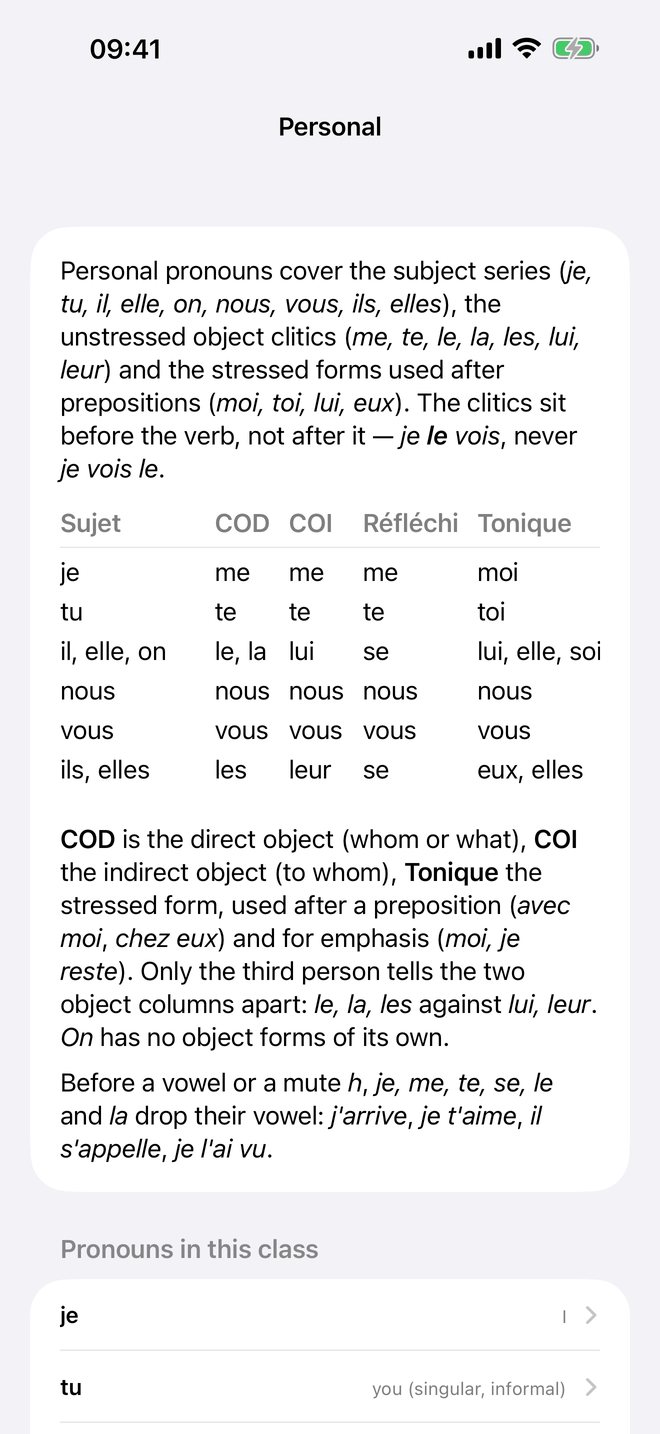 09:41
Personal
Personal pronouns cover the subject series (je,
tu, il, elle, on, nous, vous, ils, elles), the
unstressed object clitics (me, te, le, la, les, lui,
leur) and the stressed forms used after
prepositions (moi, toi, lui, eux). The clitics sit
before the verb, not after it — je le vois, never
je vois le.
Sujet COD COI Réfléchi Tonique
je me me me moi
tu te te te toi
il, elle, on le, la lui se lui, elle, soi
nous nous nous nous nous
vous vous vous vous vous
ils, elles les leur se eux, elles
COD is the direct object (whom or what), COI
the indirect object (to whom), Tonique the
stressed form, used after a preposition (avec
moi, chez eux) and for emphasis (moi, je
reste). Only the third person tells the two
object columns apart: le, la, les against lui, leur.
On has no object forms of its own.
Before a vowel or a mute h, je, me, te, se, le
and la drop their vowel: j'arrive, je t'aime, il
s'appelle, je l'ai vu.
Pronouns in this class
je I
tu you (singular, informal)